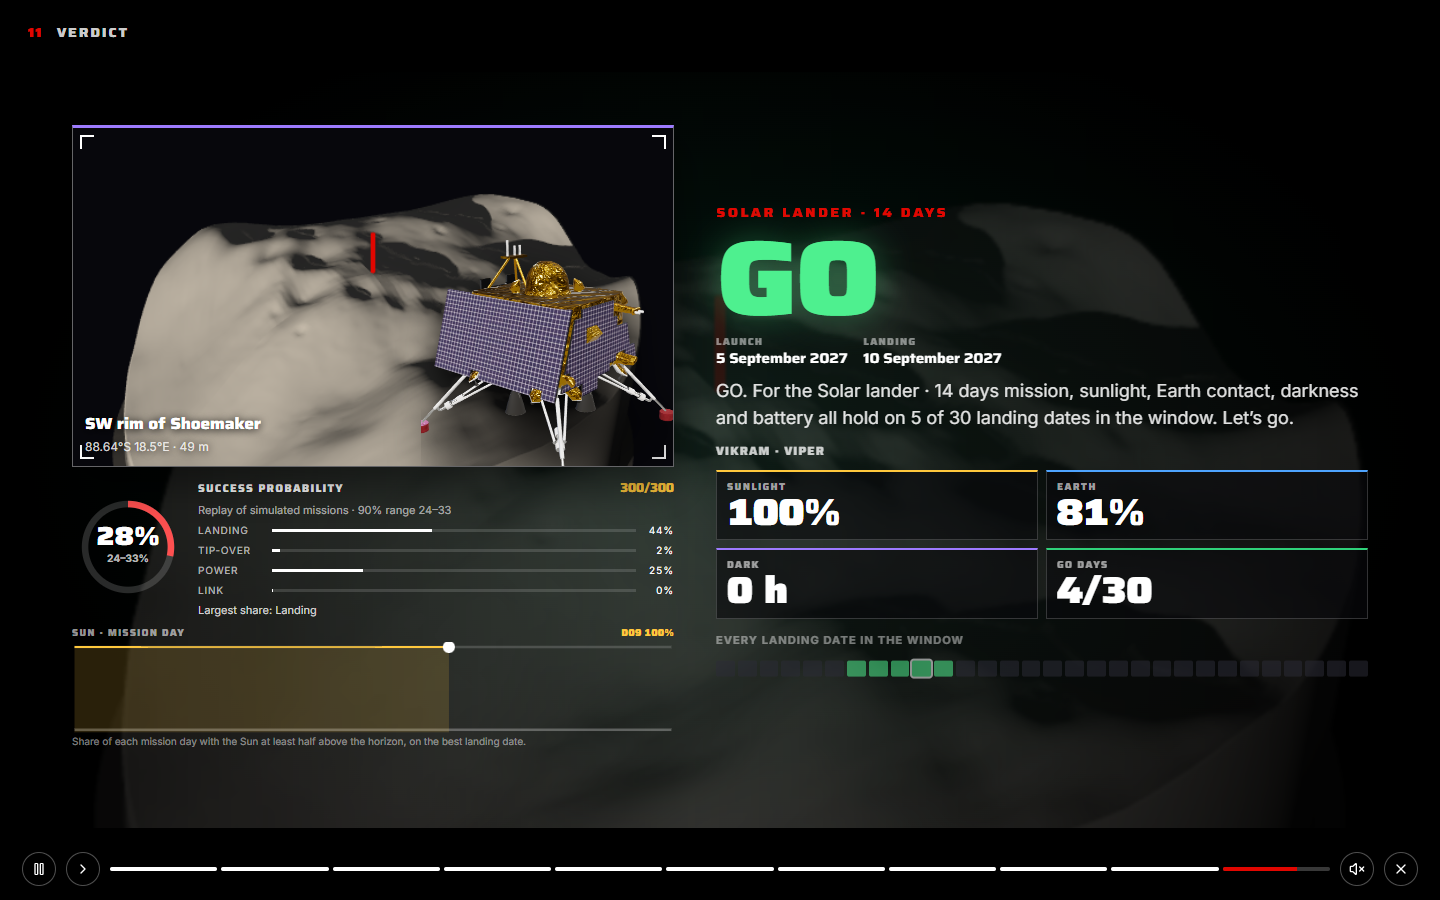 11 VERDICT
SW rim of Shoemaker
88.64°S 18.5°E · 49 m
SUCCESS PROBABILITY 300/300
Replay of simulated missions · 90% range 24–33
28%
24–33%
LANDING 44%
TIP-OVER 2%
POWER 25%
LINK 0%
Largest share: Landing
SUN · MISSION DAY D09 100%
Share of each mission day with the Sun at least half above the horizon, on the best landing date.
SOLAR LANDER · 14 DAYS
GO
LAUNCH LANDING
5 September 2027 10 September 2027
GO. For the Solar lander · 14 days mission, sunlight, Earth contact, darkness
and battery all hold on 5 of 30 landing dates in the window. Let’s go.
VIKRAM · VIPER
SUNLIGHT
100%
EARTH
81%
DARK
0 h
GO DAYS
4/30
EVERY LANDING DATE IN THE WINDOW